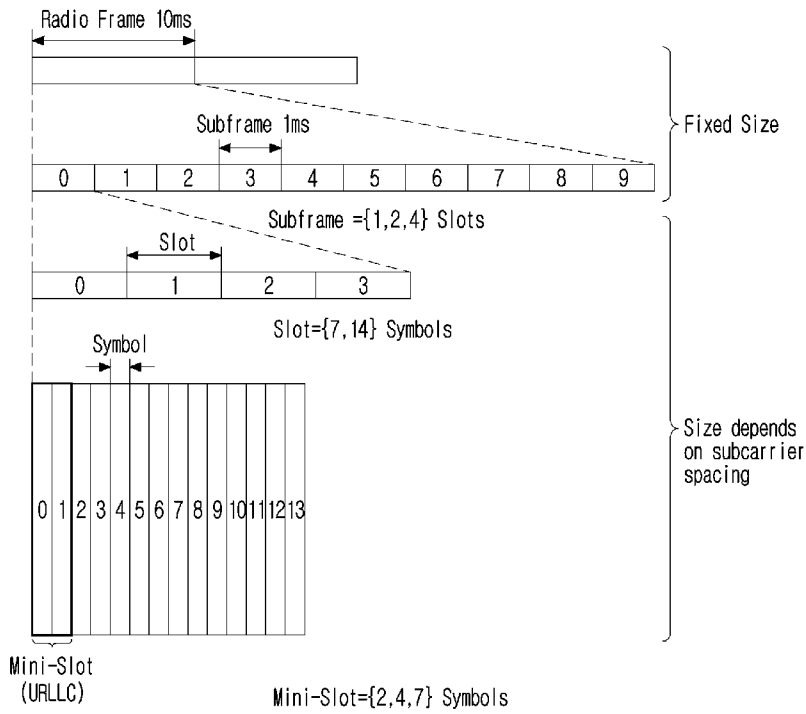 Radio Frame 10ms
Fixed Size
Subframe 1ms
0 1 2 3 4 5 6 7 8 9
Subframe ={1,2,4} Slots
Slot
0 1 2 3
Slot={7,14} Symbols
Symbol
Size depends
on subcarrier
spacing
0 1 2 3 4 5 6 7 8 9 10 11 12 13
Mini-Slot
(URLLC)
Mini-Slot={2,4,7} Symbols